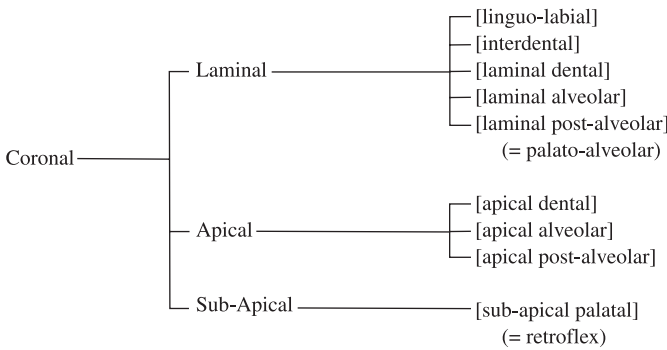 [linguo-labial]
[interdental]
Laminal
[laminal dental]
[laminal alveolar]
[laminal post-alveolar]
(= palato-alveolar)
Coronal
[apical dental]
Apical
[apical alveolar]
[apical post-alveolar]
Sub-Apical
[sub-apical palatal]
(= retroflex)